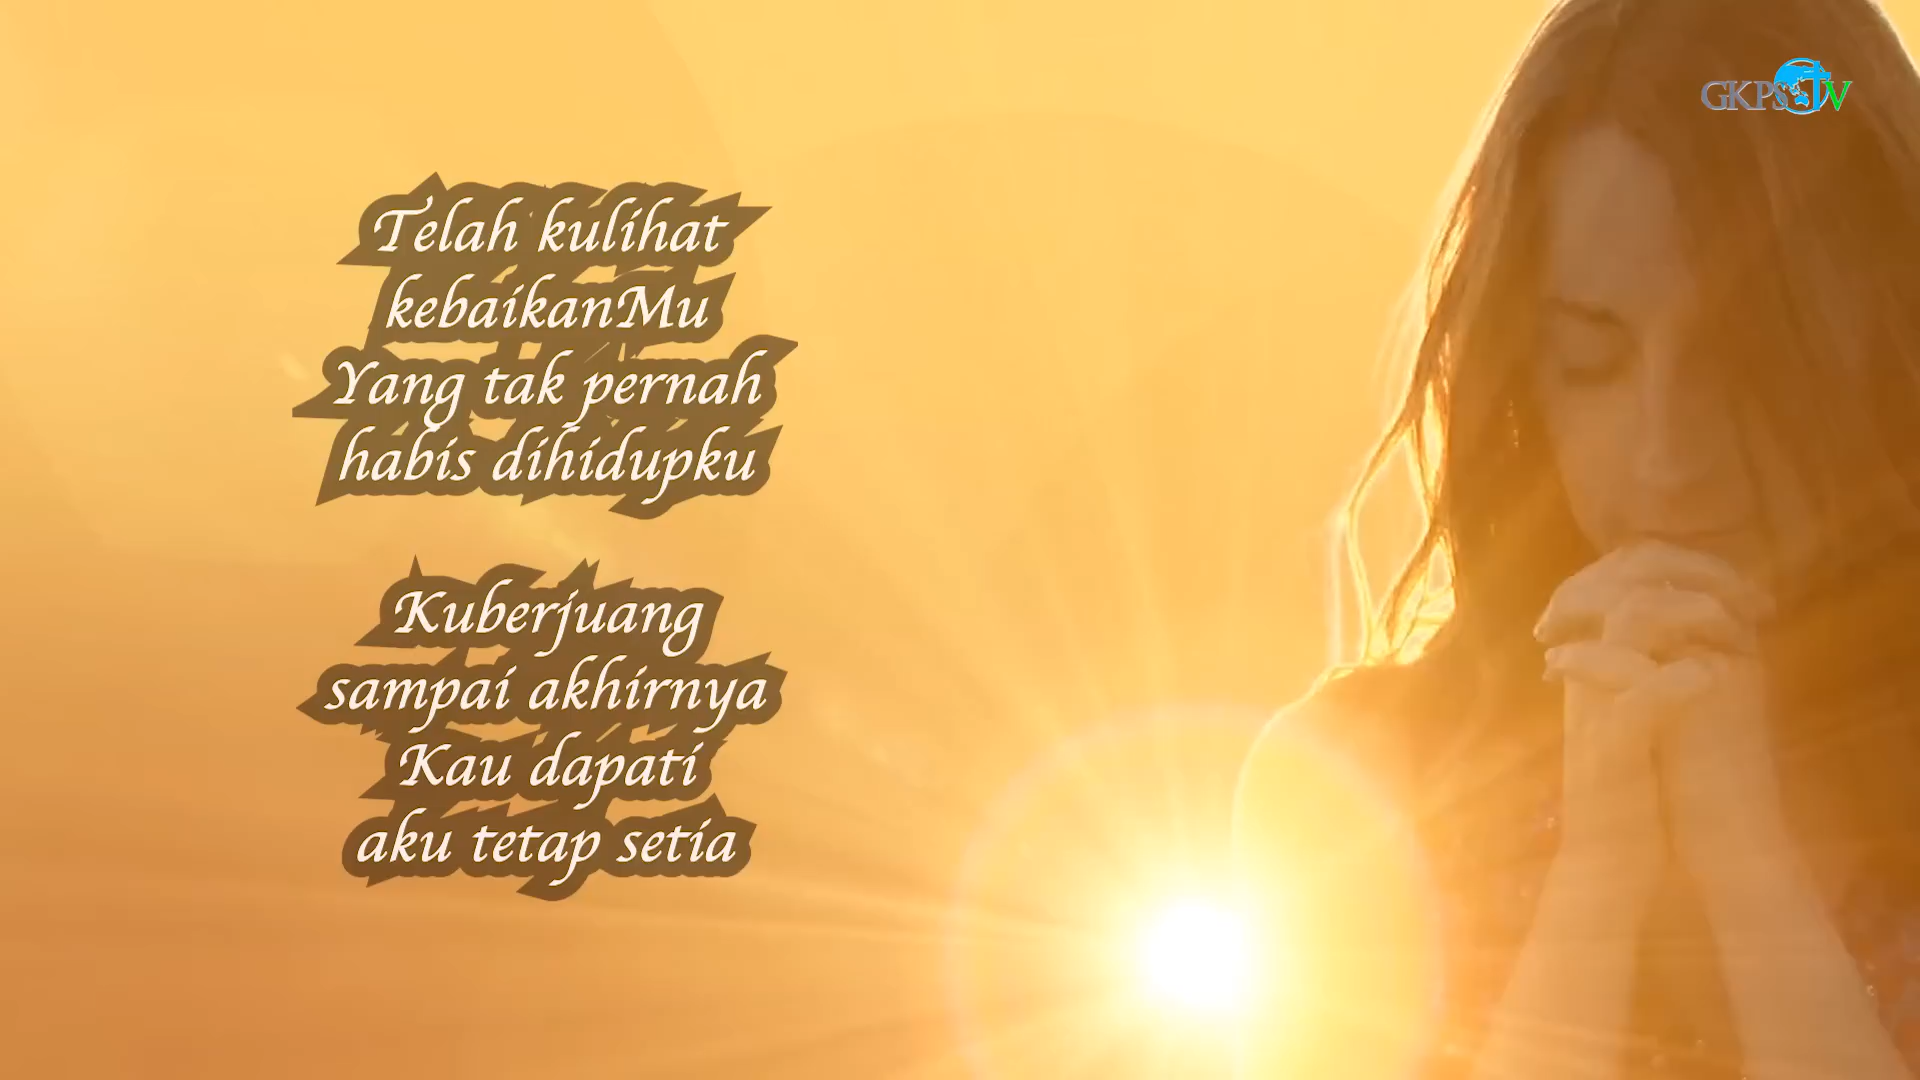 GKPS TV
Telah kulihat
kebaikanMu
Yang tak pernah
habis dihidupku
Kuberjuang
sampai akhirnya
Kau dapati
aku tetap setia